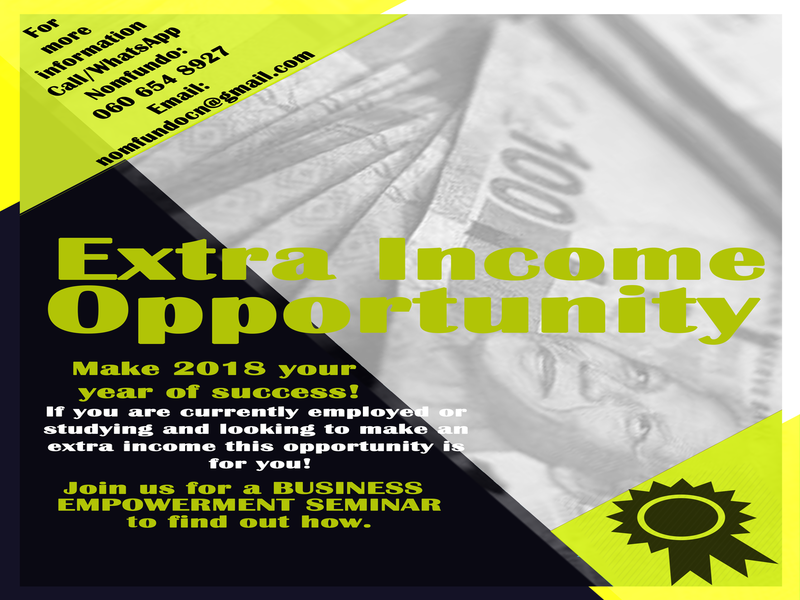 For
more
information
Call/WhatsApp
Nomfundo:
060 654 8927
Email:
nomfundocn@gmail.com
100
Extra Income
Opportunity
Make 2018 your
year of success!
If you are currently employed or
studying and looking to make an
extra income this opportunity is
for you!
Join us for a BUSINESS
EMPOWERMENT SEMINAR
to find out how.